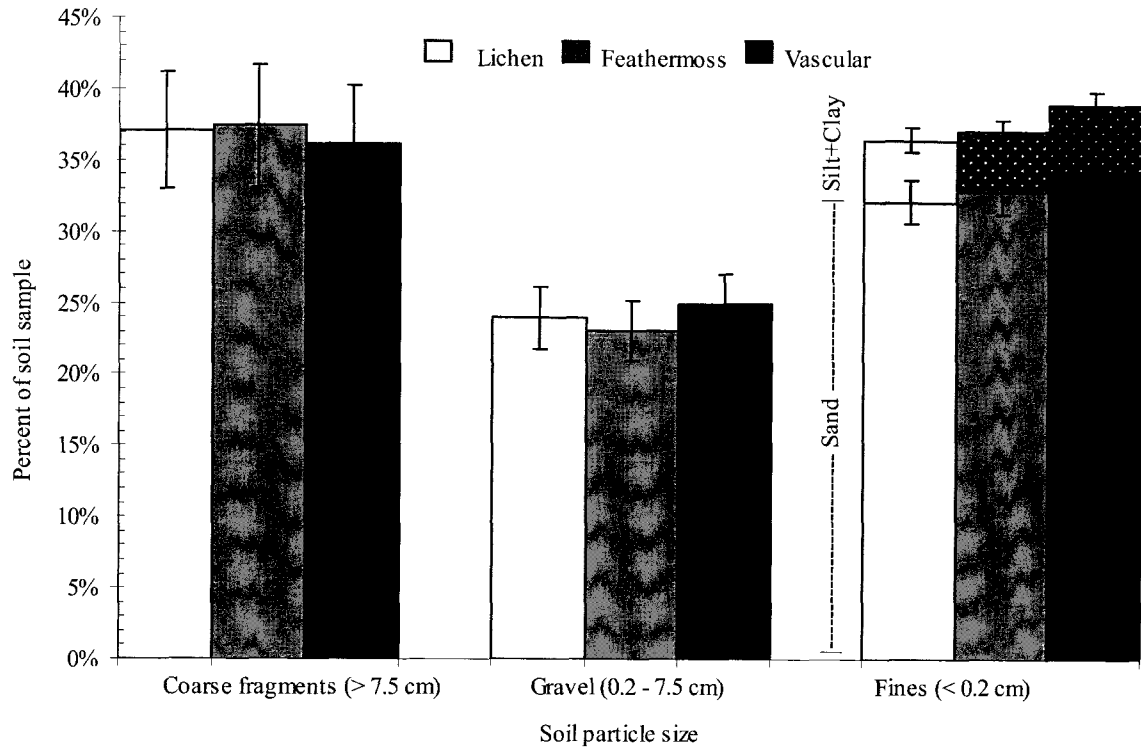 45%
40%
35%
30%
25%
20%
15%
10%
5%
0%
Percent of soil sample
Lichen Feathermoss Vascular
Silt+Clay
Sand
Coarse fragments (> 7.5 cm) Gravel (0.2 - 7.5 cm) Fines (< 0.2 cm)
Soil particle size